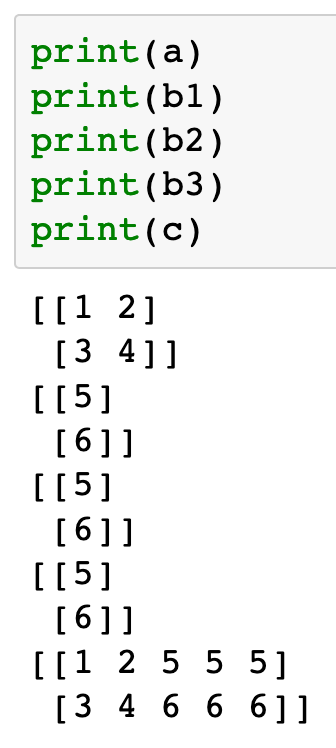 print(a)
print(b1)
print(b2)
print(b3)
print(c)
[[1 2]
 [3 4]]
[[5]
 [6]]
[[5]
 [6]]
[[5]
 [6]]
[[1 2 5 5 5]
 [3 4 6 6 6]]